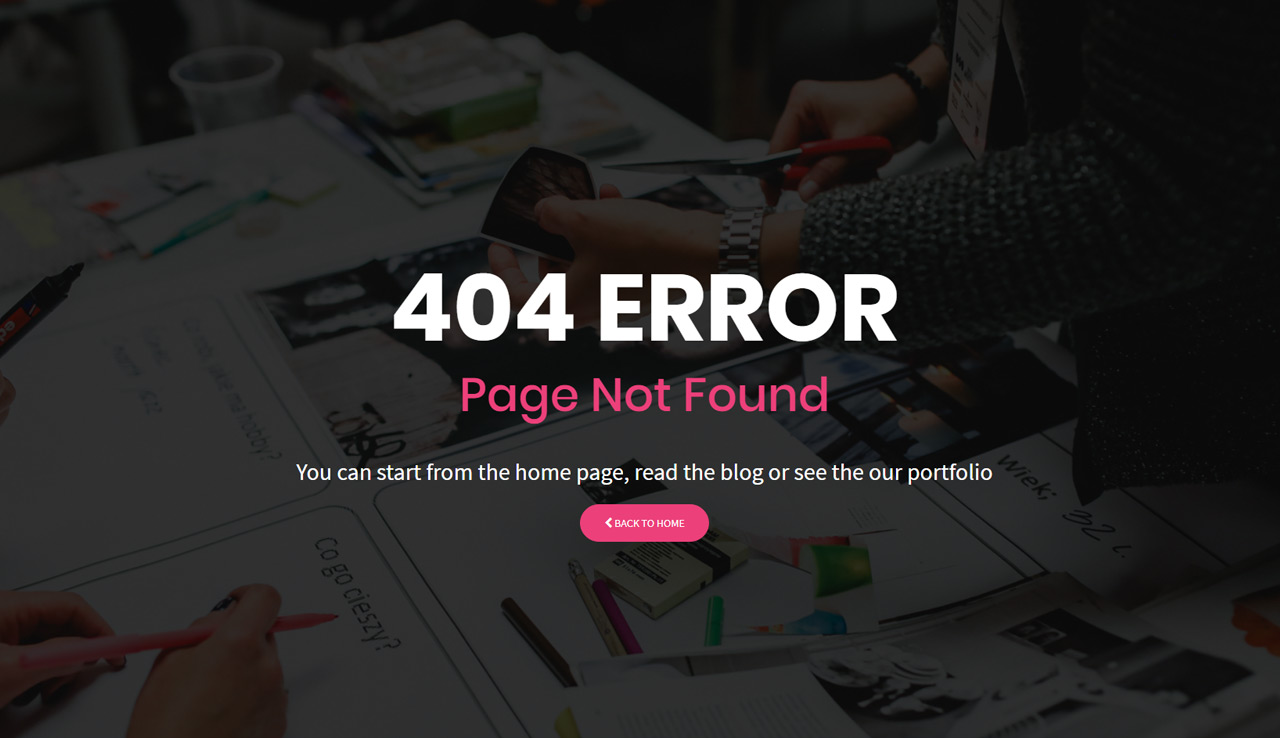 404 ERROR
Page Not Found
You can start from the home page, read the blog or see the our portfolio
BACK TO HOME
Wiek: 32 l.
Co go cieszy?
hobby?